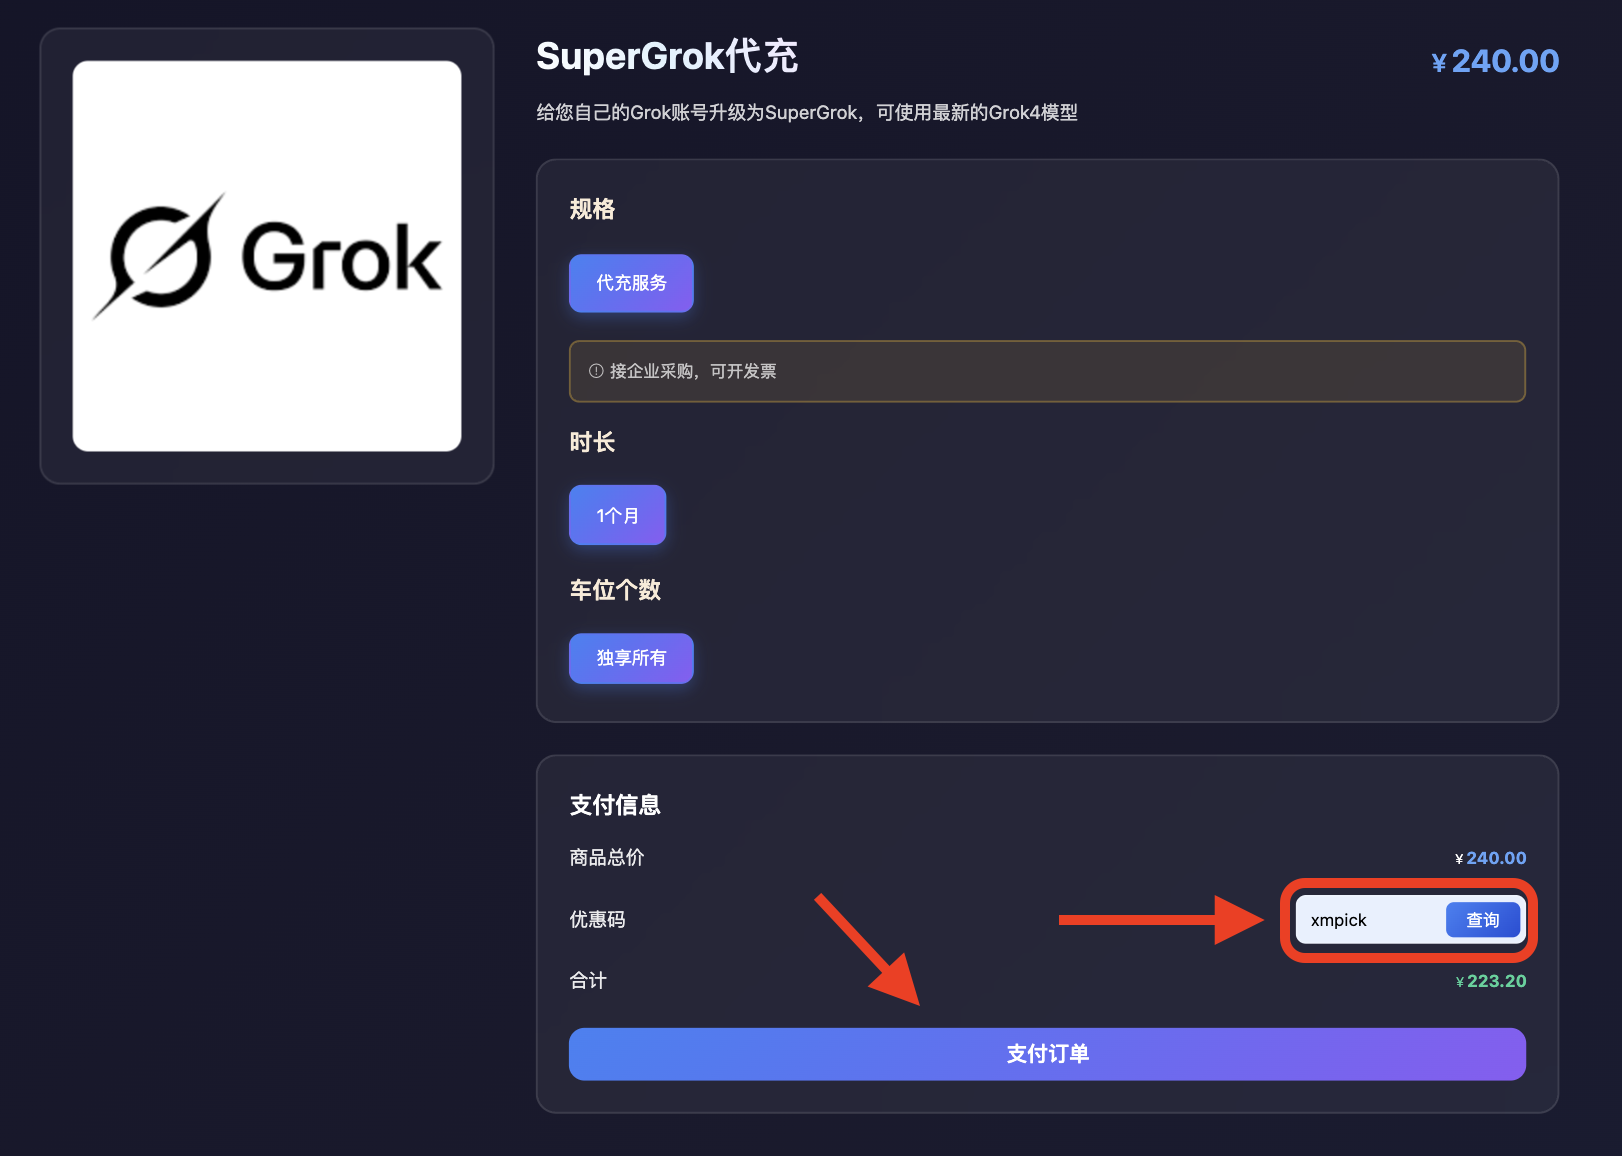 Grok
SuperGrok代充
¥240.00
给您自己的Grok账号升级为SuperGrok，可使用最新的Grok4模型
规格
代充服务
接企业采购，可开发票
时长
1个月
车位个数
独享所有
支付信息
商品总价
¥240.00
优惠码
xmpick
查询
合计
¥223.20
支付订单